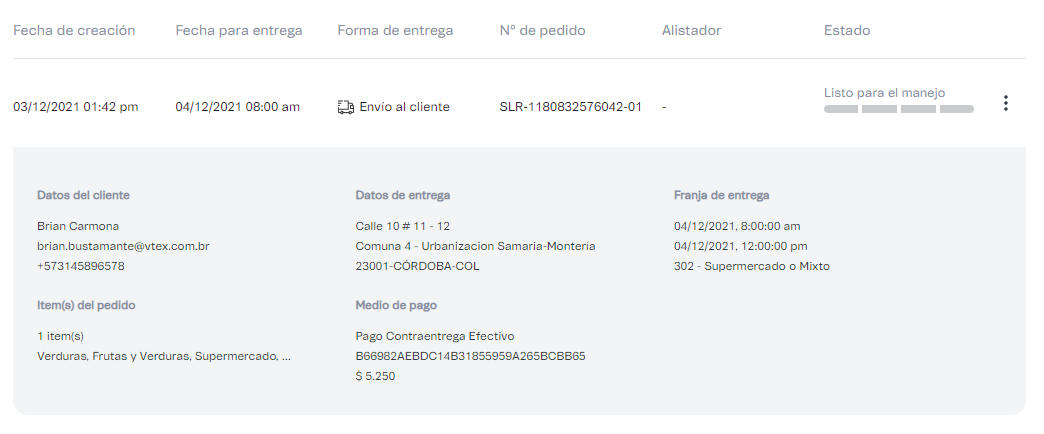 Fecha de creación Fecha para entrega Forma de entrega N° de pedido Alistador Estado
03/12/2021 01:42 pm 04/12/2021 08:00 am Envío al cliente SLR-1180832576042-01 - Listo para el manejo
Datos del cliente
Brian Carmona
brian.bustamante@vtex.com.br
+573145896578
Datos de entrega
Calle 10 # 11 - 12
Comuna 4 - Urbanizacion Samaria-Montería
23001-CÓRDOBA-COL
Franja de entrega
04/12/2021, 8:00:00 am
04/12/2021, 12:00:00 pm
302 - Supermercado o Mixto
Item(s) del pedido
1 item(s)
Verduras, Frutas y Verduras, Supermercado, ...
Medio de pago
Pago Contraentrega Efectivo
B66982AEBDC14B31855959A265BCBB65
$ 5.250